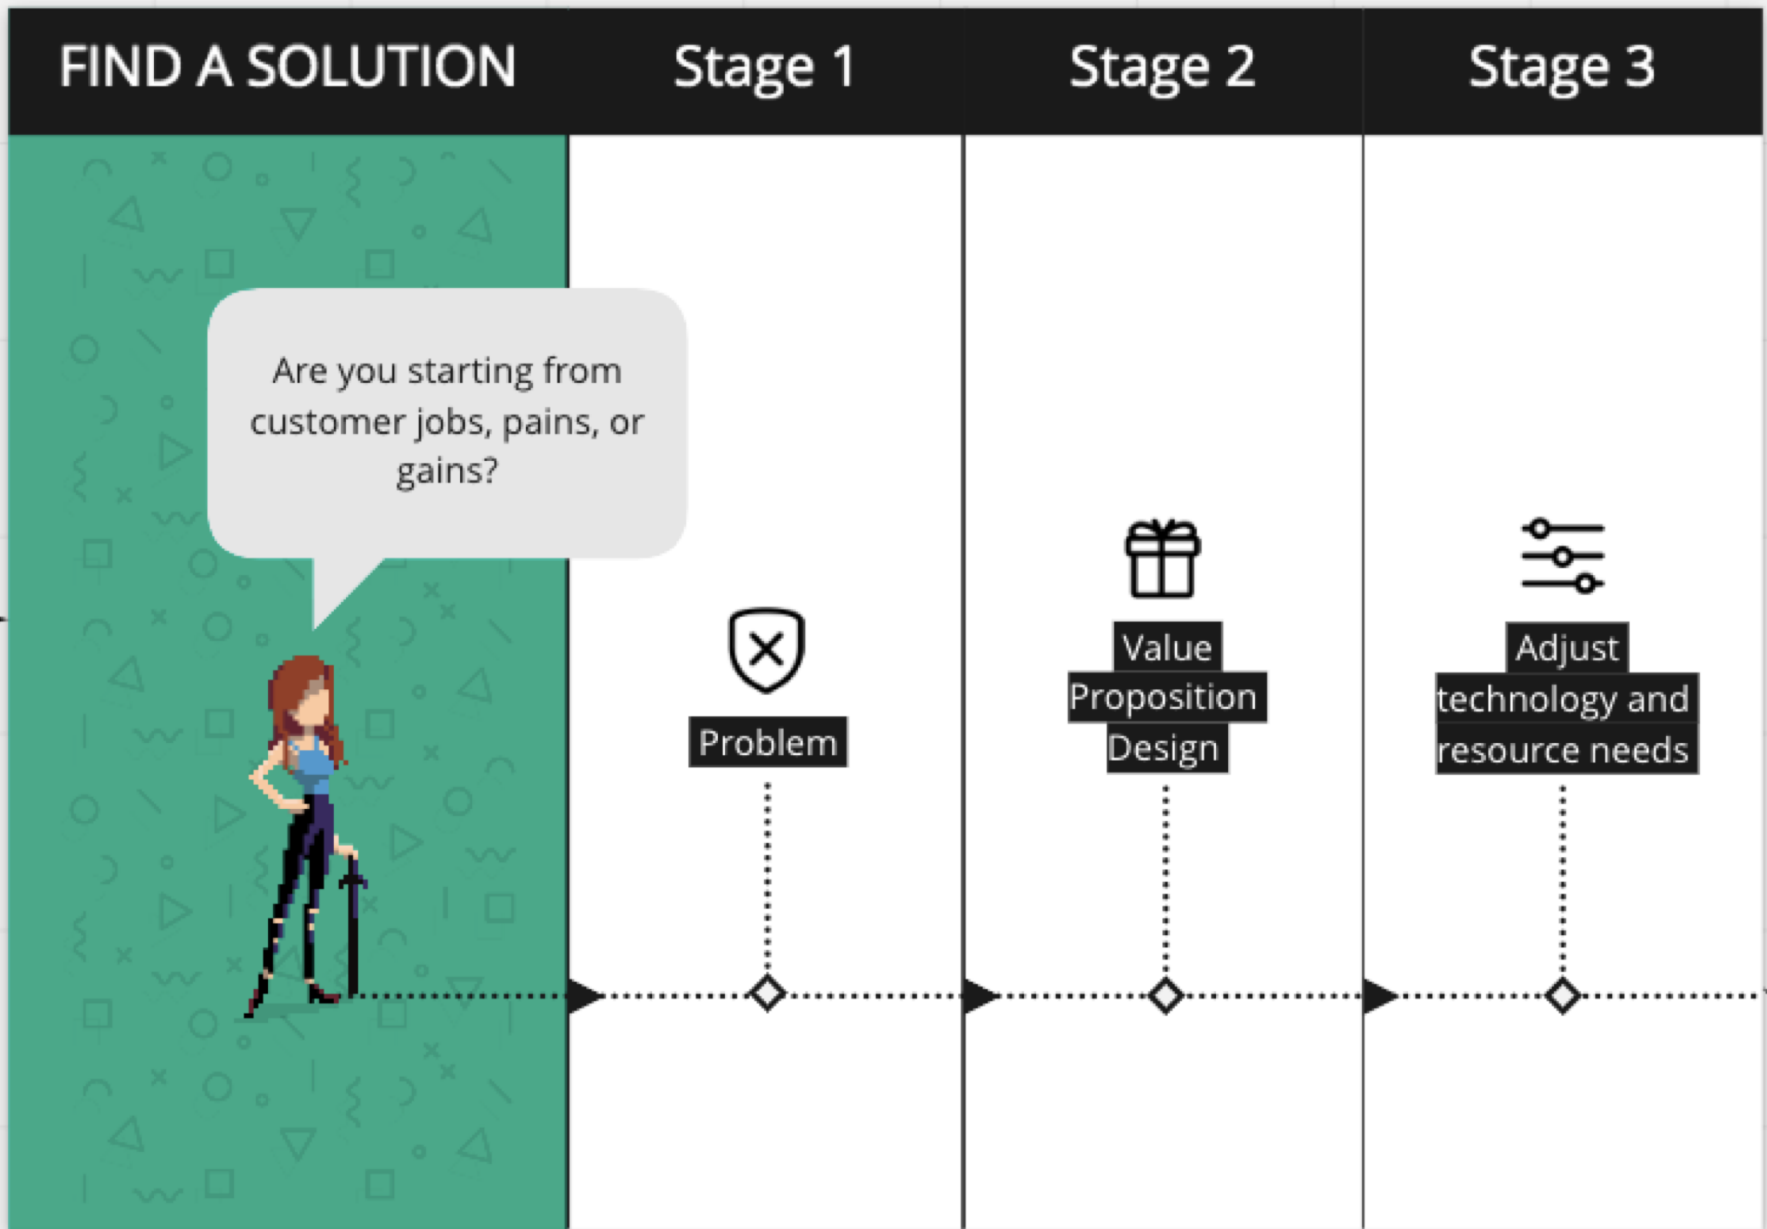 FIND A SOLUTION
Stage 1
Stage 2
Stage 3
Are you starting from
customer jobs, pains, or
gains?
Problem
Value
Proposition
Design
Adjust
technology and
resource needs